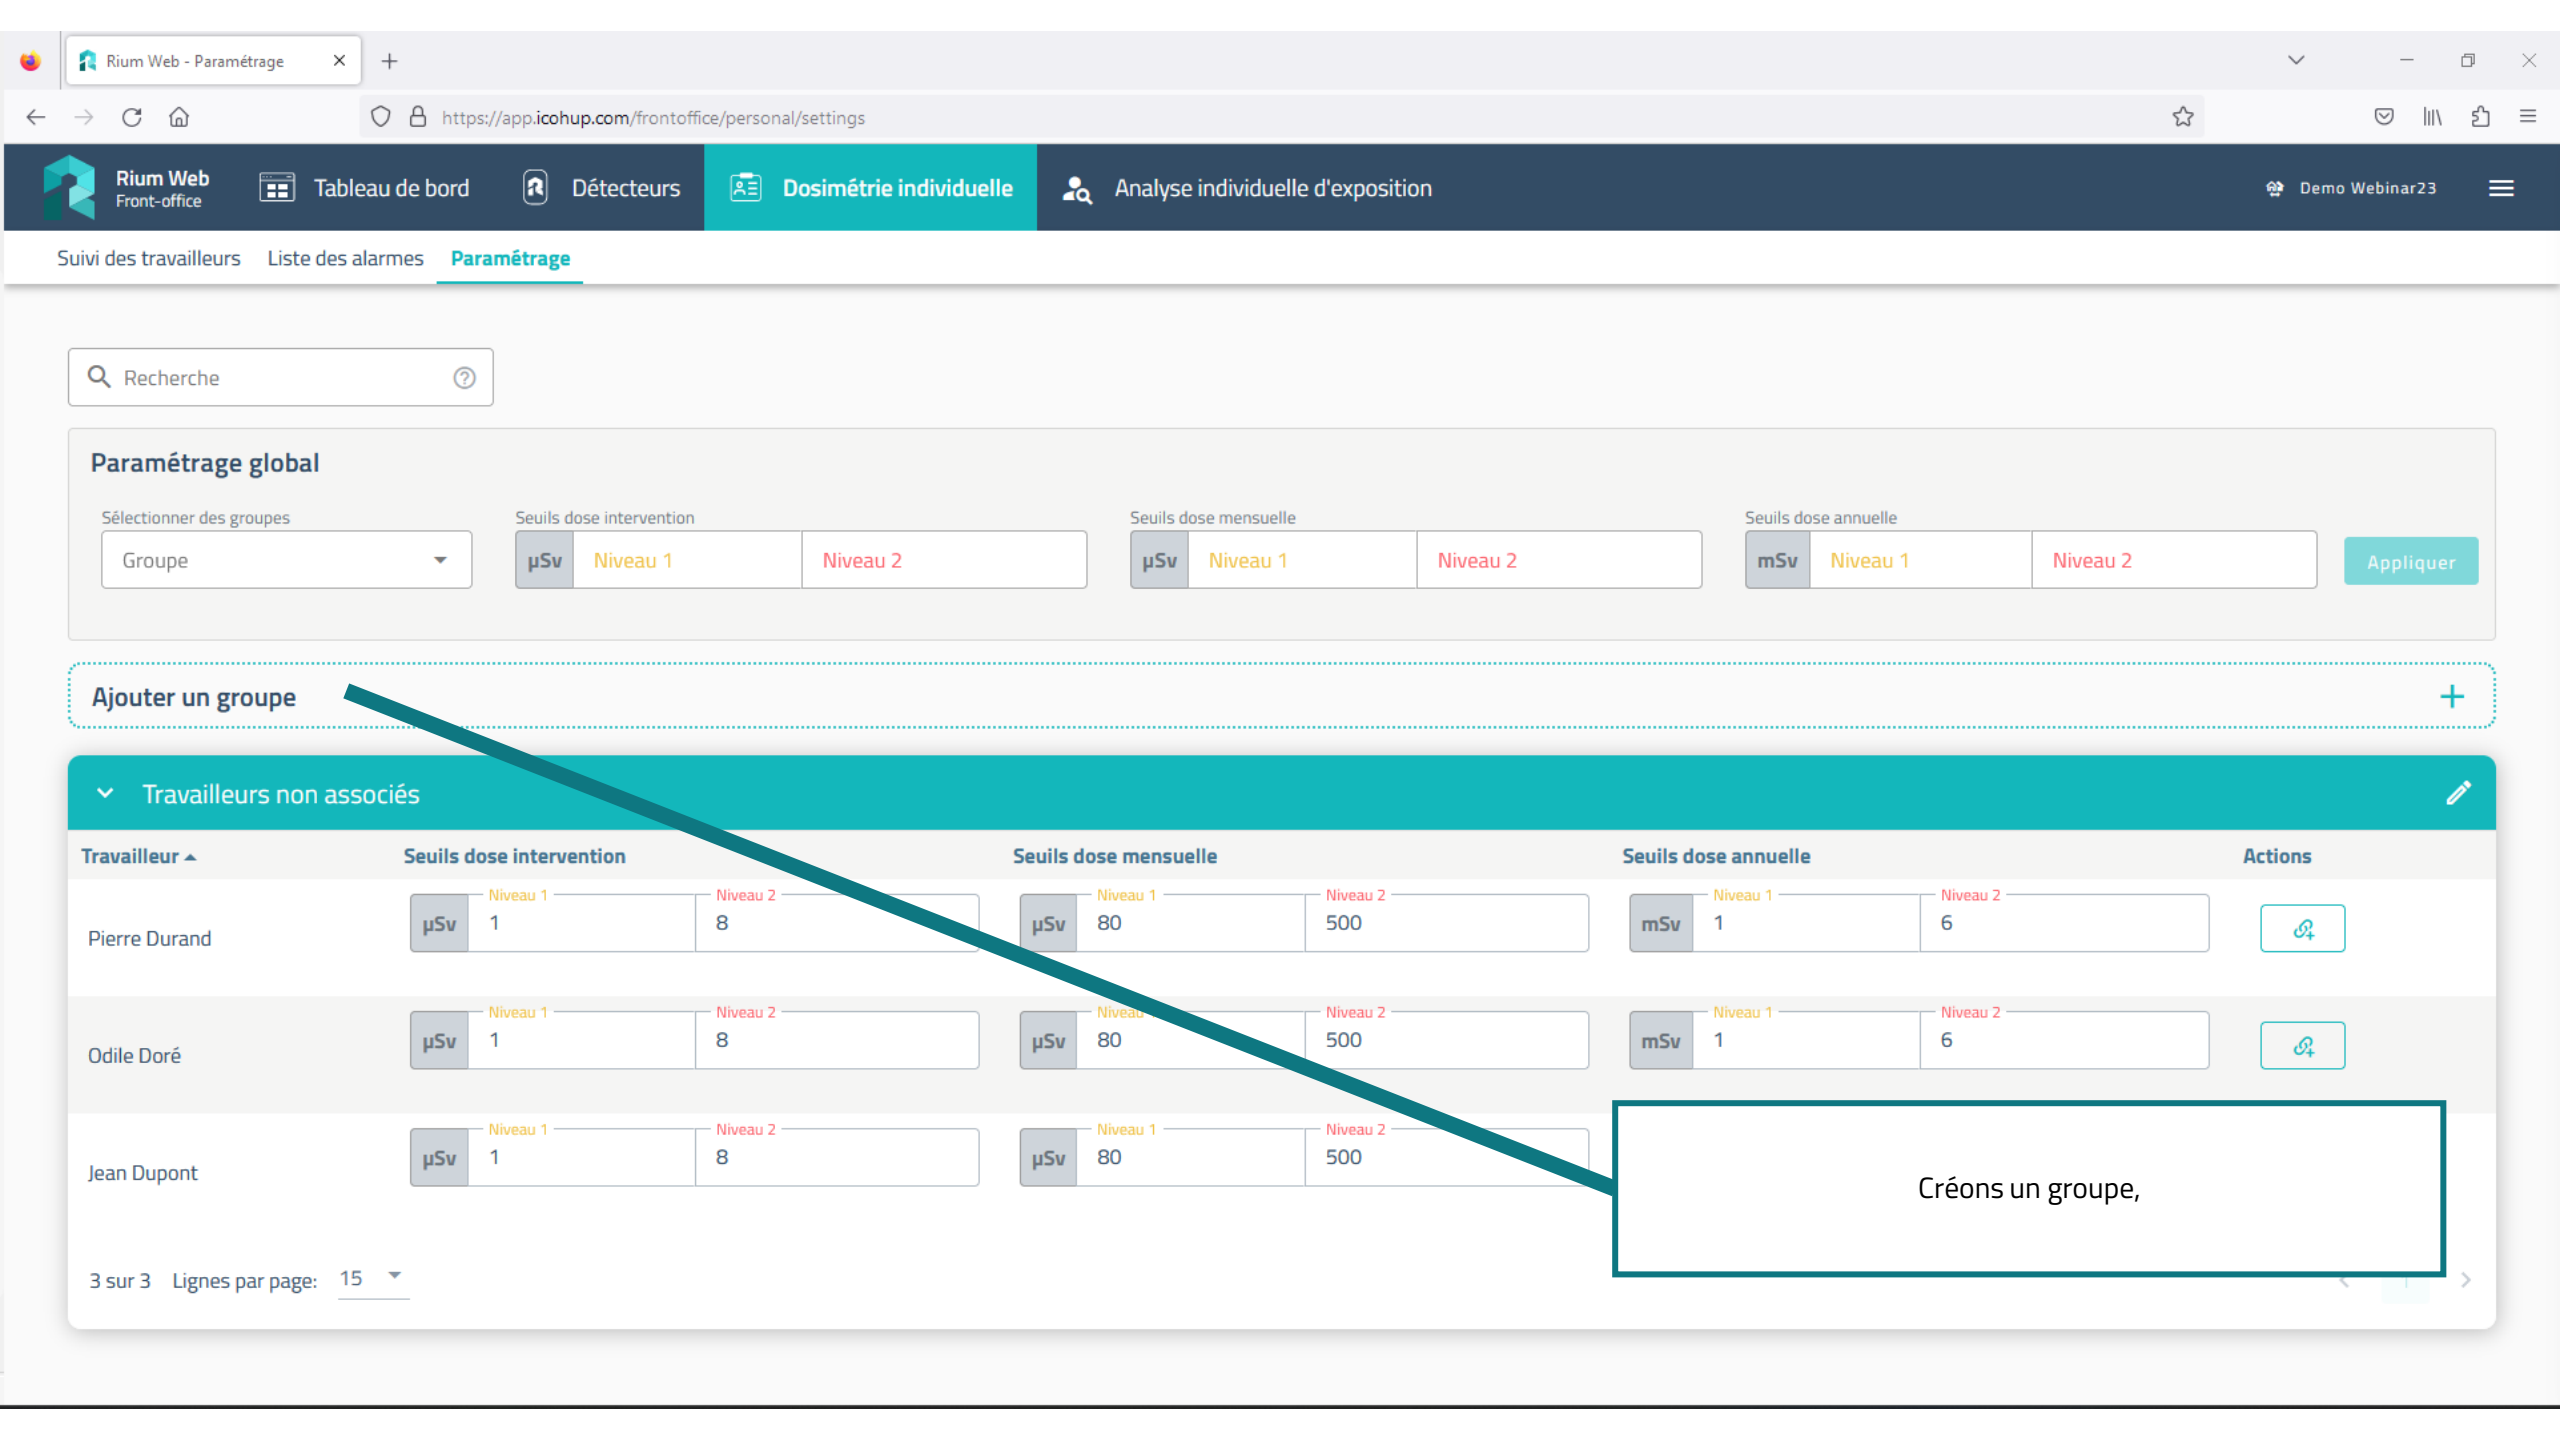 Rium Web - Paramétrage
https://app.icohup.com/frontoffice/personal/settings
Rium Web
Front-office
Tableau de bord
Détecteurs
Dosimétrie individuelle
Analyse individuelle d'exposition
Demo Webinar23
Suivi des travailleurs Liste des alarmes Paramétrage
Recherche
Paramétrage global
Sélectionner des groupes Seuils dose intervention Seuils dose mensuelle Seuils dose annuelle
Groupe µSv Niveau 1 Niveau 2 µSv Niveau 1 Niveau 2 mSv Niveau 1 Niveau 2 Appliquer
Ajouter un groupe
Travailleurs non associés
Travailleur Seuils dose intervention Seuils dose mensuelle Seuils dose annuelle Actions
Niveau 1 Niveau 2 Niveau 1 Niveau 2 Niveau 1 Niveau 2
Pierre Durand µSv 1 8 µSv 80 500 mSv 1 6
Niveau 1 Niveau 2 Niveau 1 Niveau 2 Niveau 1 Niveau 2
Odile Doré µSv 1 8 µSv 80 500 mSv 1 6
Niveau 1 Niveau 2 Niveau 1 Niveau 2
Jean Dupont µSv 1 8 µSv 80 500
Créons un groupe,
3 sur 3 Lignes par page: 15